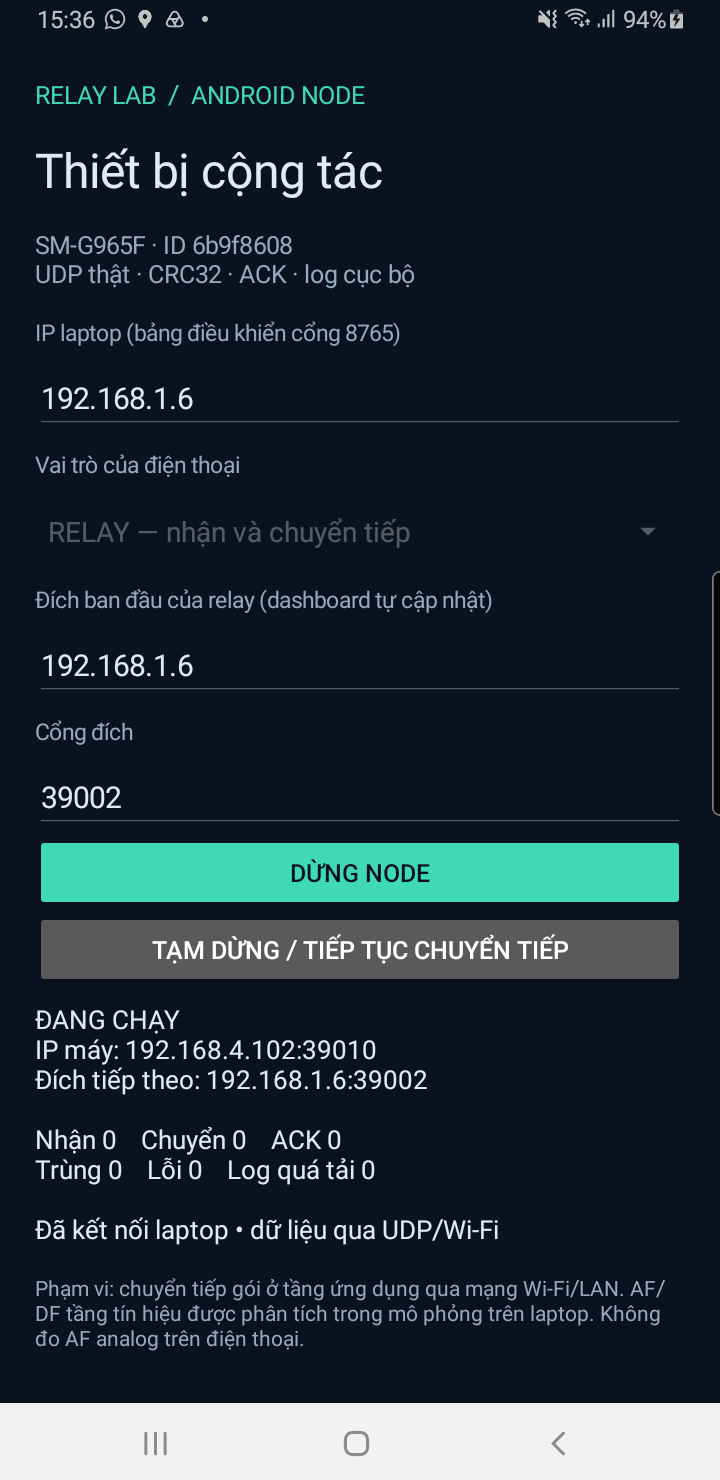 15:36
94%
RELAY LAB / ANDROID NODE
Thiết bị cộng tác
SM-G965F · ID 6b9f8608
UDP thật · CRC32 · ACK · log cục bộ
IP laptop (bảng điều khiển cổng 8765)
192.168.1.6
Vai trò của điện thoại
RELAY — nhận và chuyển tiếp
Đích ban đầu của relay (dashboard tự cập nhật)
192.168.1.6
Cổng đích
39002
DỪNG NODE
TẠM DỪNG / TIẾP TỤC CHUYỂN TIẾP
ĐANG CHẠY
IP máy: 192.168.4.102:39010
Đích tiếp theo: 192.168.1.6:39002
Nhận 0 Chuyển 0 ACK 0
Trùng 0 Lỗi 0 Log quá tải 0
Đã kết nối laptop • dữ liệu qua UDP/Wi-Fi
Phạm vi: chuyển tiếp gói ở tầng ứng dụng qua mạng Wi-Fi/LAN. AF/
DF tầng tín hiệu được phân tích trong mô phỏng trên laptop. Không
đo AF analog trên điện thoại.